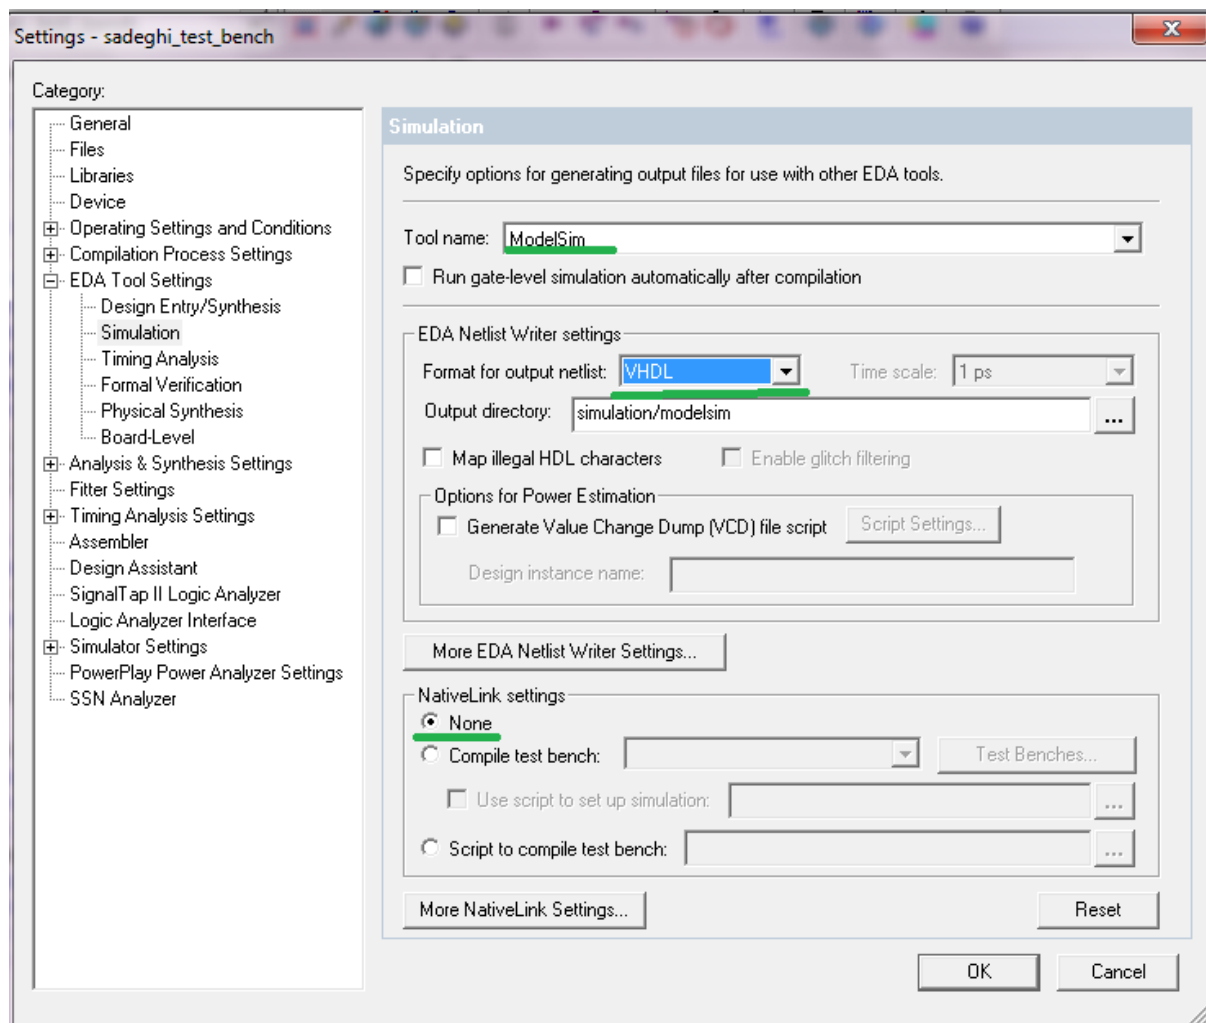 Settings - sadeghi_test_bench
Category:
General
Files
Libraries
Device
Operating Settings and Conditions
Compilation Process Settings
EDA Tool Settings
Design Entry/Synthesis
Simulation
Timing Analysis
Formal Verification
Physical Synthesis
Board-Level
Analysis & Synthesis Settings
Fitter Settings
Timing Analysis Settings
Assembler
Design Assistant
SignalTap II Logic Analyzer
Logic Analyzer Interface
Simulator Settings
PowerPlay Power Analyzer Settings
SSN Analyzer
Simulation
Specify options for generating output files for use with other EDA tools.
Tool name: ModelSim
Run gate-level simulation automatically after compilation
EDA Netlist Writer settings
Format for output netlist: VHDL Time scale: 1 ps
Output directory: simulation/modelsim ...
Map illegal HDL characters Enable glitch filtering
Options for Power Estimation
Generate Value Change Dump (VCD) file script Script Settings...
Design instance name:
More EDA Netlist Writer Settings...
NativeLink settings
None
Compile test bench: Test Benches...
Use script to set up simulation: ...
Script to compile test bench: ...
More NativeLink Settings... Reset
OK Cancel